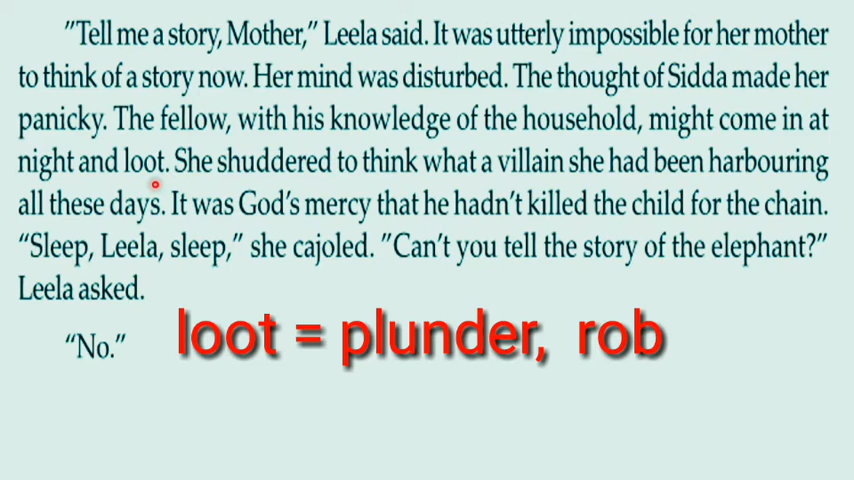 ”Tell me a story, Mother,” Leela said. It was utterly impossible for her mother
to think of a story now. Her mind was disturbed. The thought of Sidda made her
panicky. The fellow, with his knowledge of the household, might come in at
night and loot. She shuddered to think what a villain she had been harbouring
all these days. It was God’s mercy that he hadn’t killed the child for the chain.
“Sleep, Leela, sleep,” she cajoled. ”Can’t you tell the story of the elephant?”
Leela asked.
“No.”
loot = plunder, rob